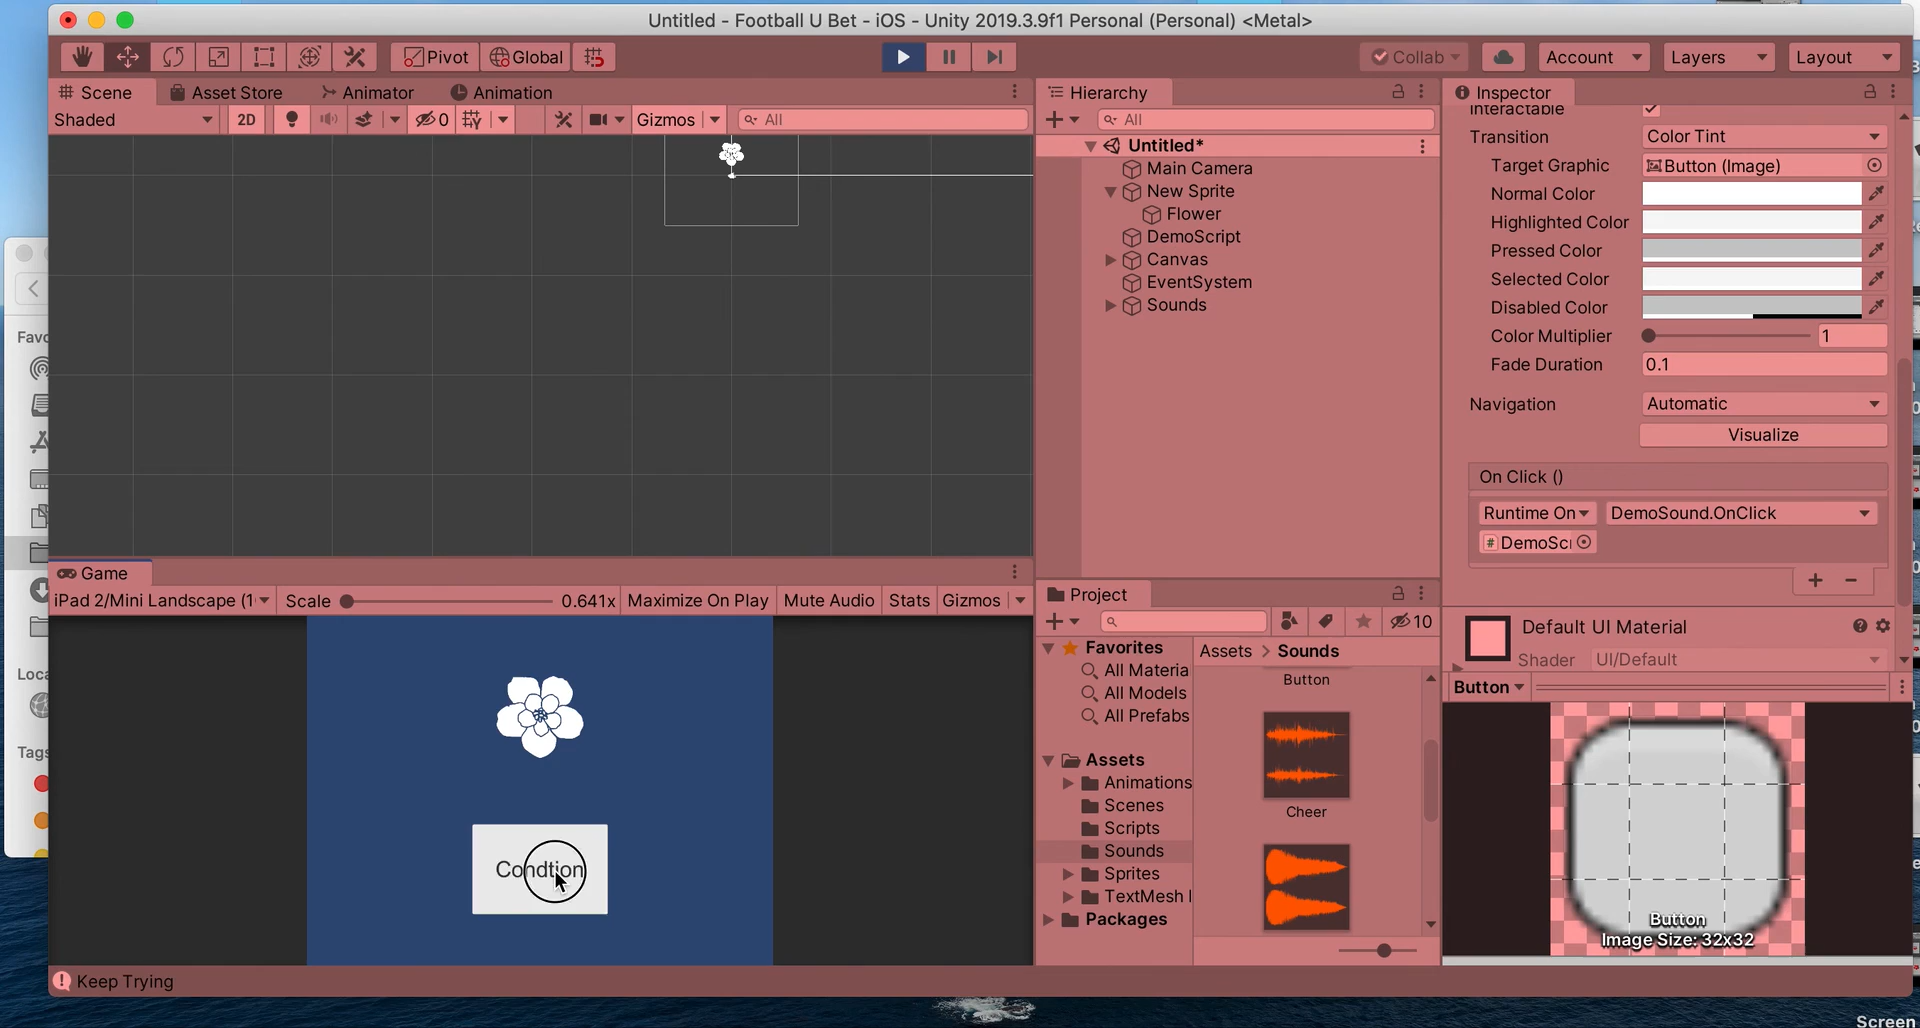 Untitled - Football U Bet - iOS - Unity 2019.3.9f1 Personal (Personal) <Metal>
Pivot Global Collab Account Layers Layout
Scene Asset Store Animator Animation
Shaded 2D 0 Gizmos All
Hierarchy
All
Untitled*
Main Camera
New Sprite
Flower
DemoScript
Canvas
EventSystem
Sounds
Inspector
Interactable
Transition Color Tint
Target Graphic Button (Image)
Normal Color
Highlighted Color
Pressed Color
Selected Color
Disabled Color
Color Multiplier 1
Fade Duration 0.1
Navigation Automatic
Visualize
On Click ()
Runtime On DemoSound.OnClick
DemoScr
Default UI Material
Shader UI/Default
Button
Button
Image Size: 32x32
Game
iPad 2/Mini Landscape (1 Scale 0.641x Maximize On Play Mute Audio Stats Gizmos
Condtion
Project
10
Favorites
All Materia
All Models
All Prefabs
Assets
Animations
Scenes
Scripts
Sounds
Sprites
TextMesh
Packages
Assets > Sounds
Button
Cheer
Keep Trying
Favo
Loca
Tags
Screen